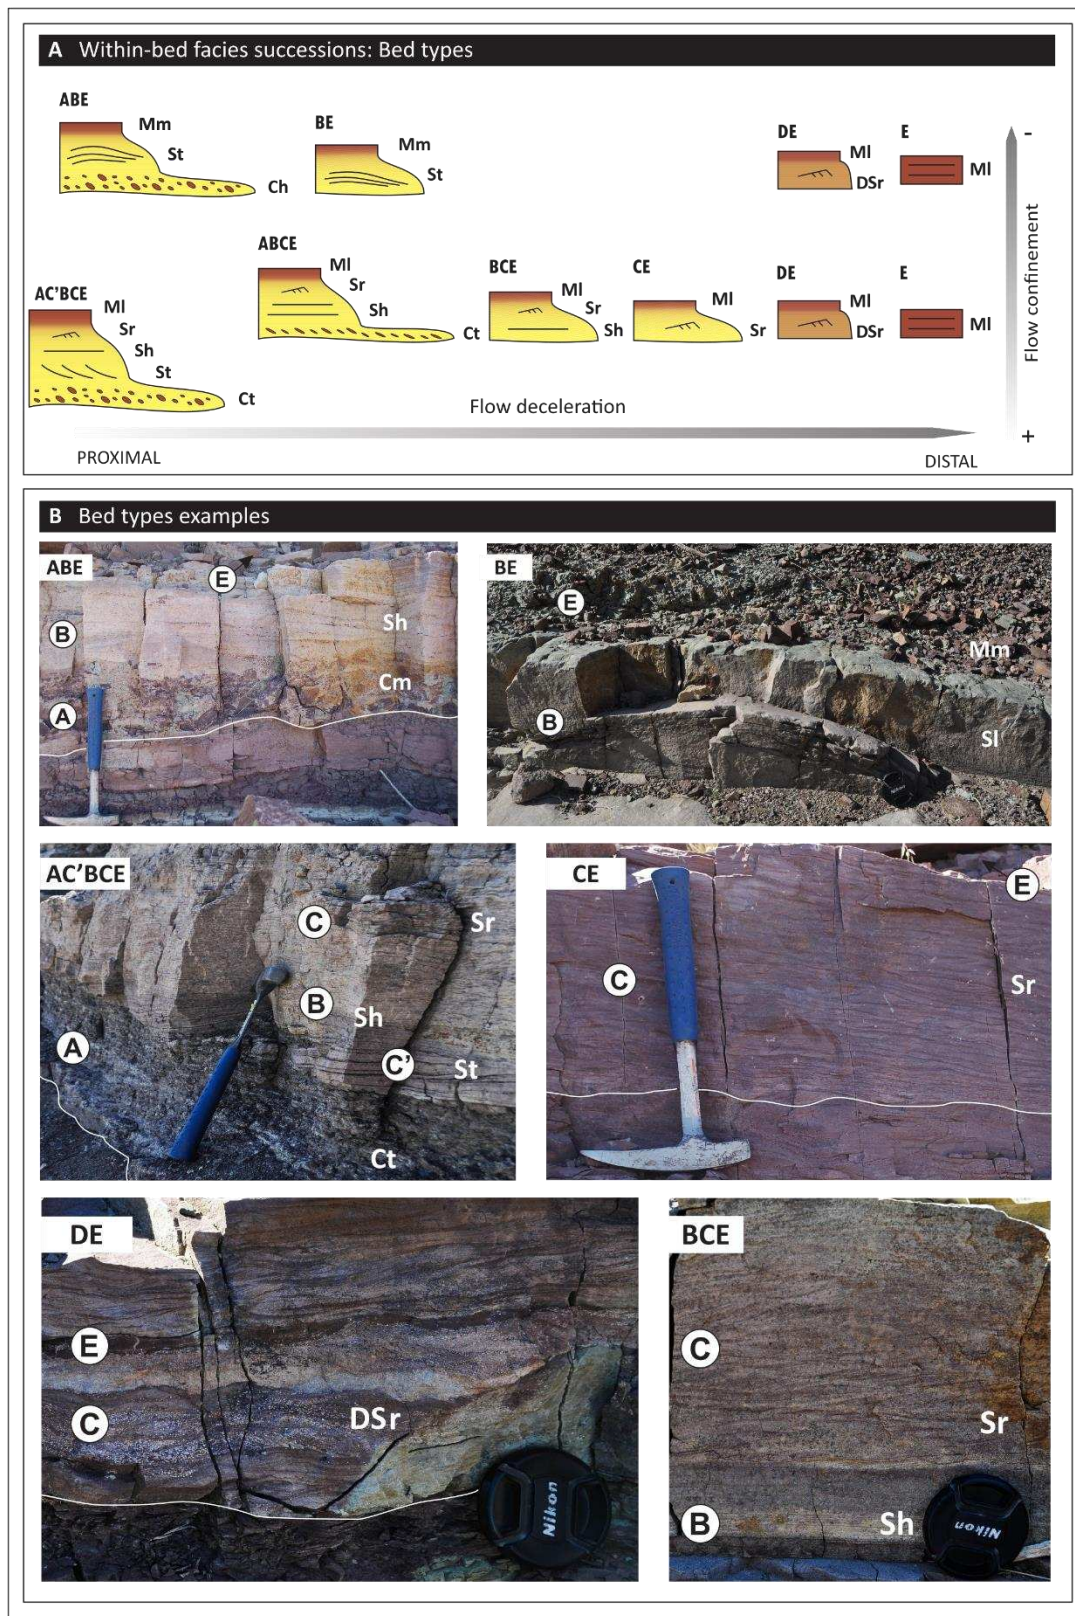 A Within-bed facies successions: Bed types
ABE
Mm
St
Ch
BE
Mm
St
DE
Ml
DSr
E
Ml
-
Flow confinement
+
AC'BCE
Ml
Sr
Sh
St
Ct
ABCE
Ml
Sr
Sh
Ct
BCE
Ml
Sr
Sh
CE
Ml
Sr
DE
Ml
DSr
E
Ml
Flow deceleration
PROXIMAL
DISTAL
B Bed types examples
ABE
E
B
Sh
Cm
A
BE
E
Mm
B
Sl
AC'BCE
C
Sr
B
Sh
A
C'
St
Ct
CE
E
C
Sr
DE
E
C
DSr
Nikon
BCE
C
Sr
B
Sh
Nikon